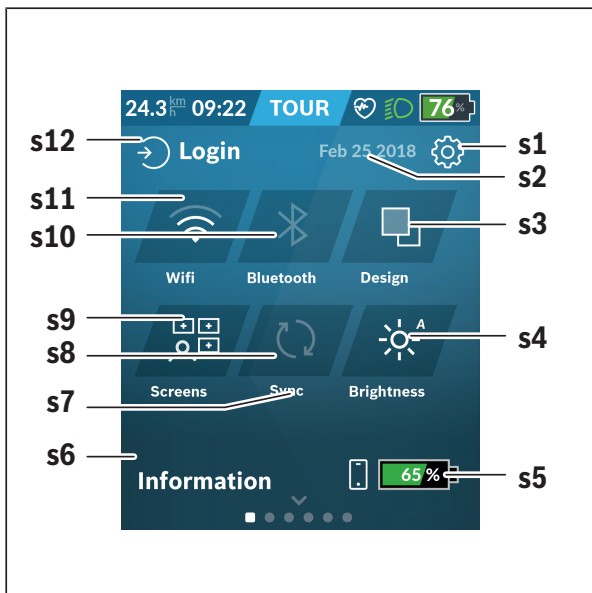 24.3 km/h 09:22 TOUR 76%
s12 Login Feb 25 2018 s1
s2
s11
s10 s3
Wifi Bluetooth Design
s9 A s4
s8
Screens Sync Brightness
s7
s6
Information 65 % s5